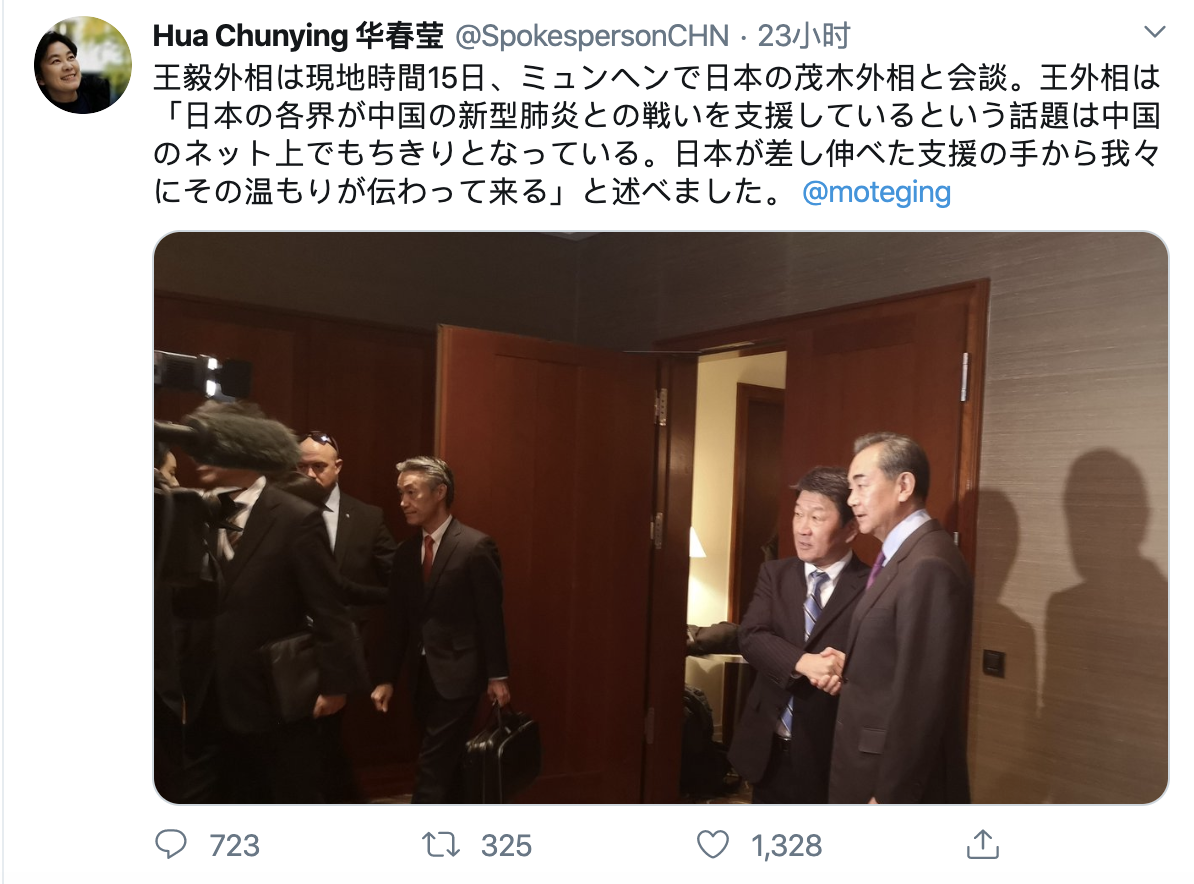 Hua Chunying 华春莹 @SpokespersonCHN · 23小时
王毅外相は現地時間15日、ミュンヘンで日本の茂木外相と会談。王外相は
「日本の各界が中国の新型肺炎との戦いを支援しているという話題は中国
のネット上でもちきりとなっている。日本が差し伸べた支援の手から我々
にその温もりが伝わって来る」と述べました。 @moteging
723 325 1,328